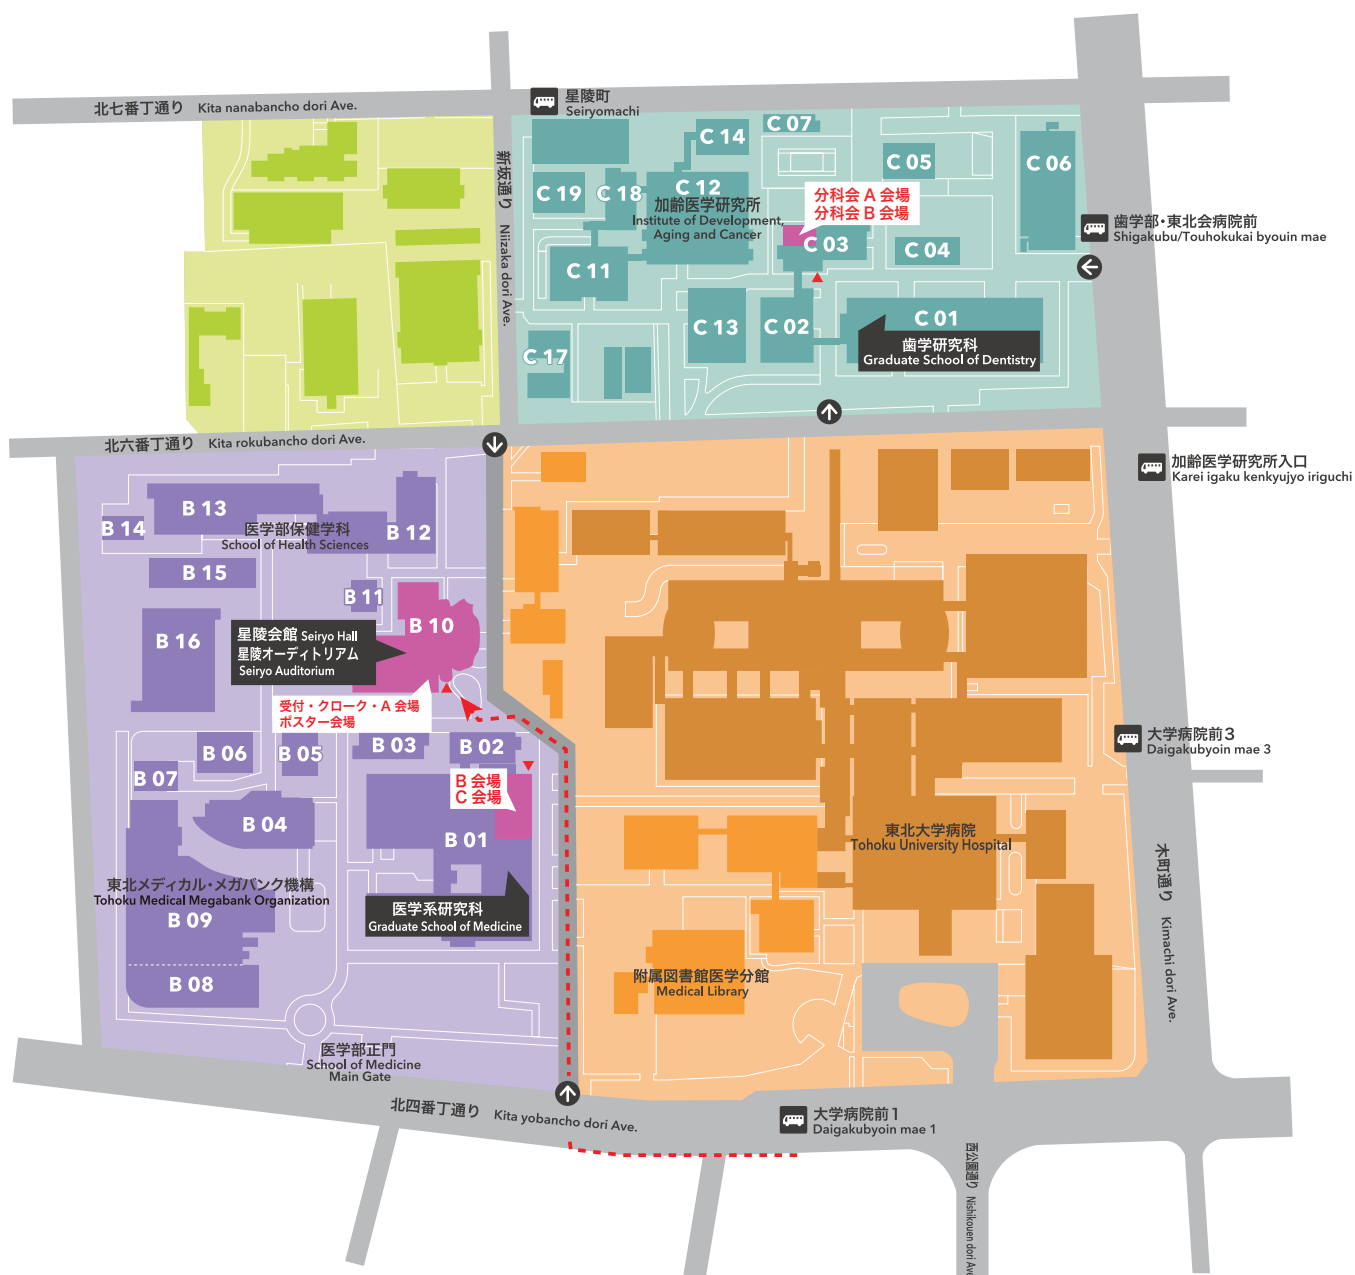 北七番丁通り Kita nanabancho dori Ave.
星陵町
Seiryomachi
新坂通り Niizaka dori Ave.
C 14
C 07
C 05
C 06
C 19
C 18
C 12
加齢医学研究所
Institute of Development,
Aging and Cancer
分科会 A 会場
分科会 B 会場
C 03
C 04
C 11
歯学部・東北会病院前
Shigakubu/Touhokukai byouin mae
C 13
C 02
C 01
歯学研究科
Graduate School of Dentistry
C 17
北六番丁通り Kita rokubancho dori Ave.
加齢医学研究所入口
Karei igaku kenkyujyo iriguchi
B 13
B 14
医学部保健学科
School of Health Sciences
B 12
B 15
B 11
B 10
B 16
星陵会館 Seiryo Hall
星陵オーディトリアム
Seiryo Auditorium
受付・クローク・A 会場
ポスター会場
B 03
B 02
B 06
B 05
B 07
B 会場
C 会場
B 04
B 01
大学病院前3
Daigakubyoin mae 3
東北大学病院
Tohoku University Hospital
木町通り Kimachi dori Ave.
東北メディカル・メガバンク機構
Tohoku Medical Megabank Organization
B 09
医学系研究科
Graduate School of Medicine
B 08
附属図書館医学分館
Medical Library
医学部正門
School of Medicine
Main Gate
北四番丁通り Kita yobancho dori Ave.
大学病院前1
Daigakubyoin mae 1
西公園通り Nishikouen dori Ave